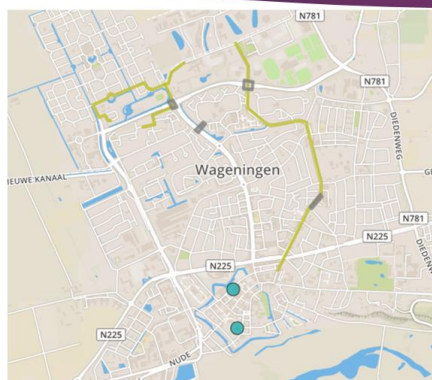 N781
N781
DIEDENWEG
Wageningen
IEUWE KANAAL
N781
N225
N225
N225
NUDE